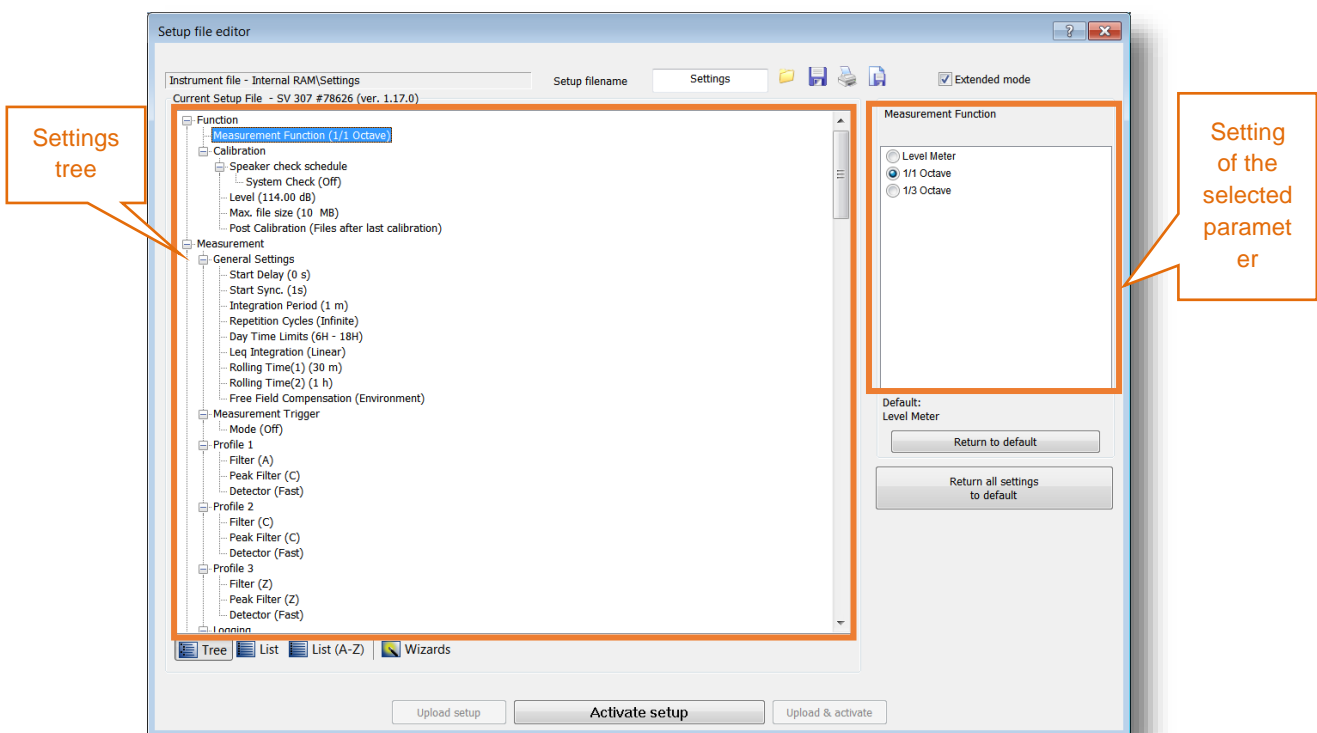 Setup file editor
?
Instrument file - Internal RAM\Settings
Setup filename
Settings
Extended mode
Current Setup File - SV 307 #78626 (ver. 1.17.0)
Settings
tree
Function
Measurement Function (1/1 Octave)
Calibration
Speaker check schedule
System Check (Off)
Level (114.00 dB)
Max. file size (10 MB)
Post Calibration (Files after last calibration)
Measurement
General Settings
Start Delay (0 s)
Start Sync. (1s)
Integration Period (1 m)
Repetition Cycles (Infinite)
Day Time Limits (6H - 18H)
Leq Integration (Linear)
Rolling Time(1) (30 m)
Rolling Time(2) (1 h)
Free Field Compensation (Environment)
Measurement Trigger
Mode (Off)
Profile 1
Filter (A)
Peak Filter (C)
Detector (Fast)
Profile 2
Filter (C)
Peak Filter (C)
Detector (Fast)
Profile 3
Filter (Z)
Peak Filter (Z)
Detector (Fast)
Logging
Tree
List
List (A-Z)
Wizards
Measurement Function
Level Meter
1/1 Octave
1/3 Octave
Setting
of the
selected
paramet
er
Default:
Level Meter
Return to default
Return all settings
to default
Upload setup
Activate setup
Upload & activate